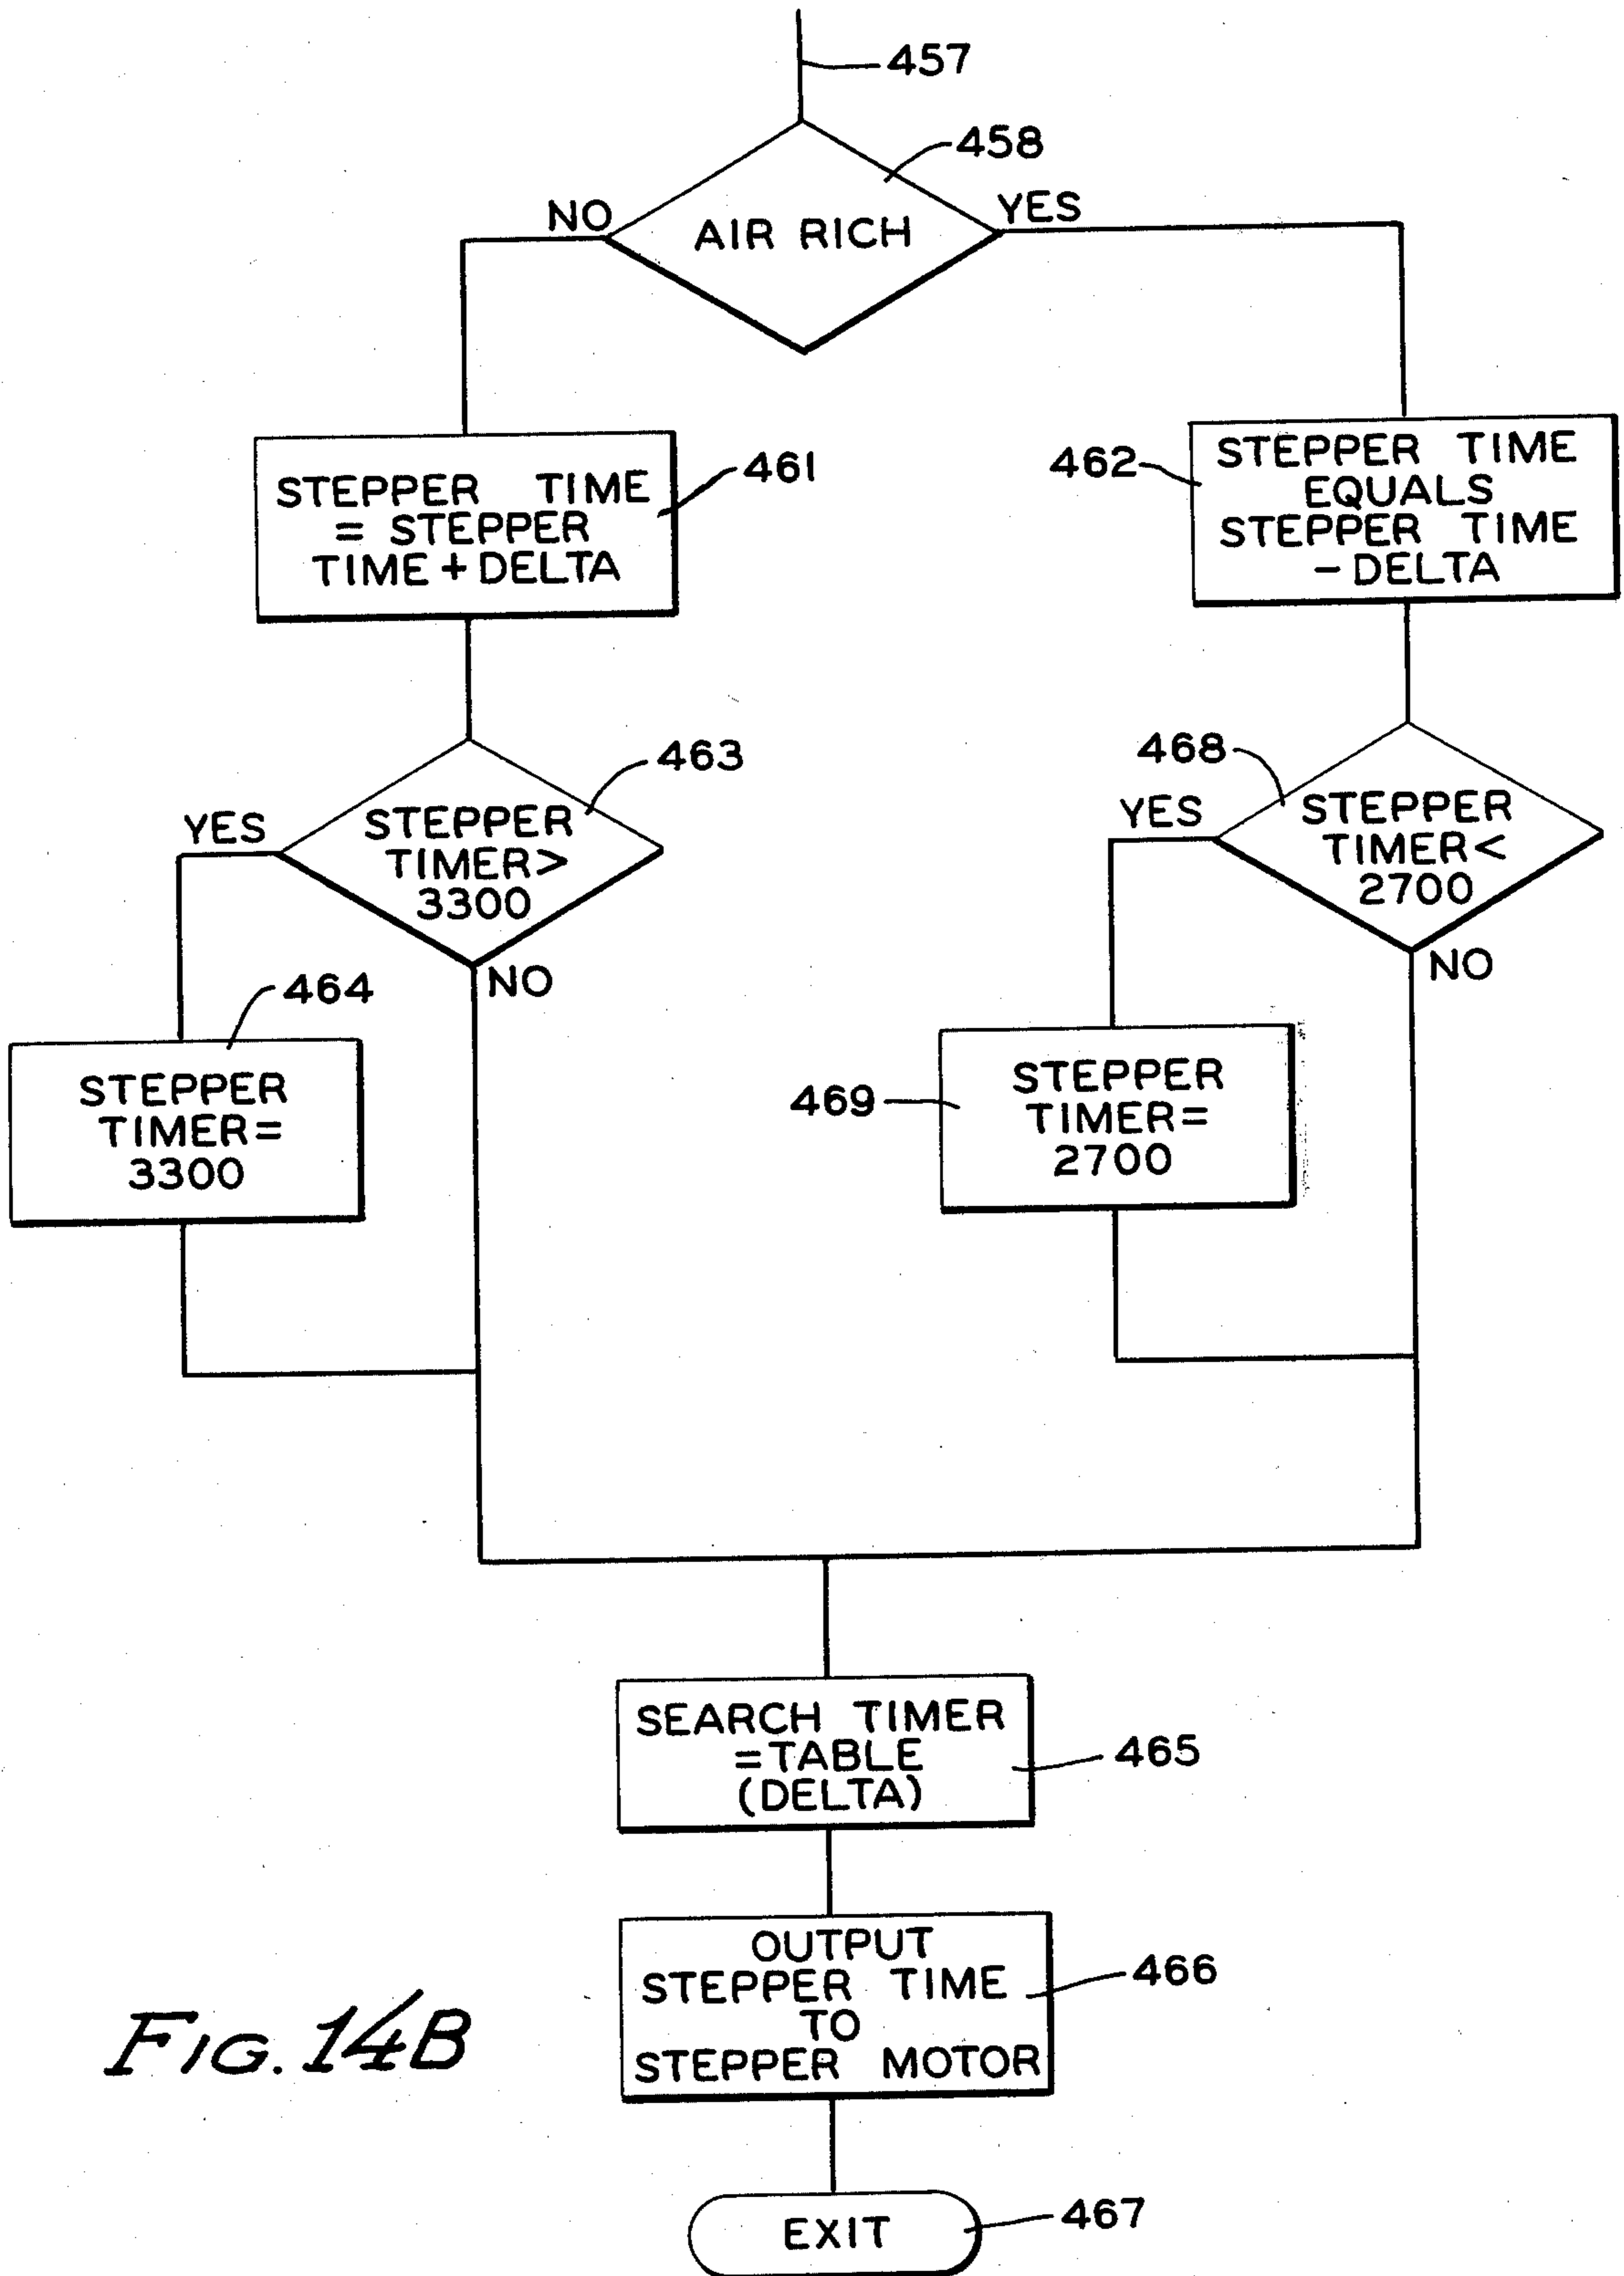 457
458
NO
YES
AIR RICH
STEPPER TIME
= STEPPER
TIME + DELTA
461
462
STEPPER TIME
EQUALS
STEPPER TIME
- DELTA
463
YES
STEPPER
TIMER >
3300
NO
468
YES
STEPPER
TIMER <
2700
NO
464
STEPPER
TIMER =
3300
469
STEPPER
TIMER =
2700
SEARCH TIMER
= TABLE
(DELTA)
465
OUTPUT
STEPPER TIME
TO
STEPPER MOTOR
466
FIG. 14B
EXIT
467